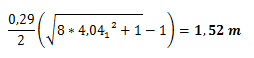 0,29/2 (√(8 * 4,04₁² + 1) − 1) = 1,52 m